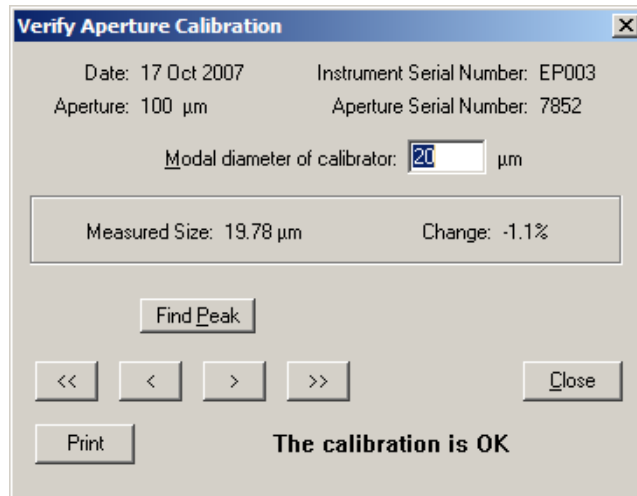 Verify Aperture Calibration
Date: 17 Oct 2007 Instrument Serial Number: EP003
Aperture: 100 µm Aperture Serial Number: 7852
Modal diameter of calibrator: 20 µm
Measured Size: 19.78 µm Change: -1.1%
Find Peak
<< < > >> Close
Print The calibration is OK